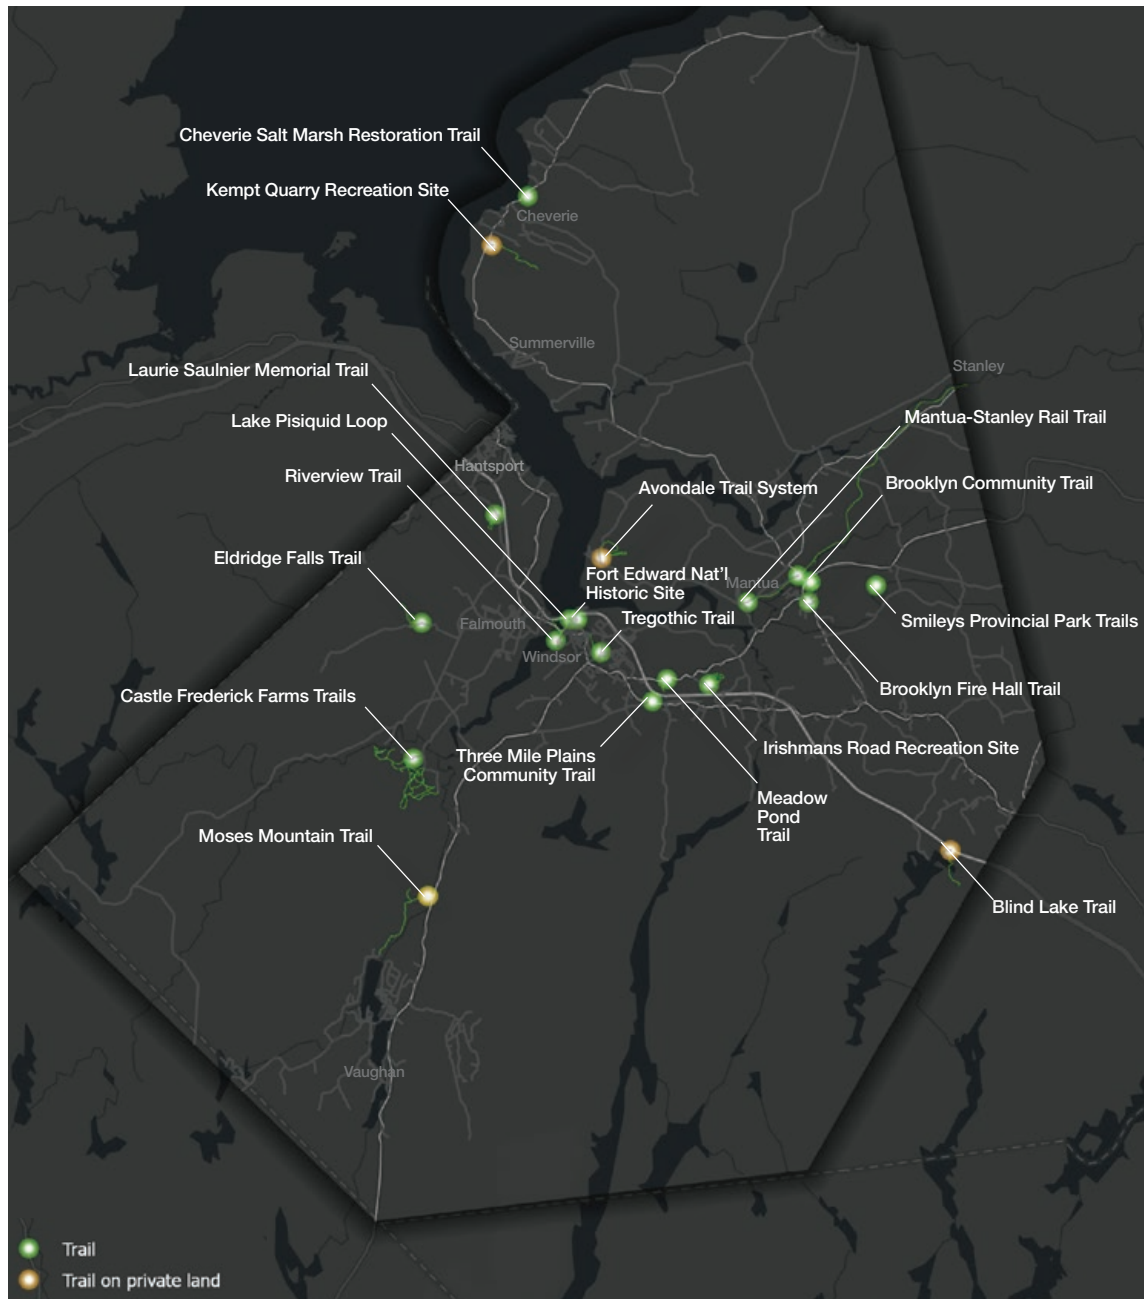 Cheverie Salt Marsh Restoration Trail
Kempt Quarry Recreation Site
Cheverie
Summerville
Stanley
Laurie Saulnier Memorial Trail
Mantua-Stanley Rail Trail
Lake Pisiquid Loop
Hantsport
Riverview Trail
Brooklyn Community Trail
Avondale Trail System
Eldridge Falls Trail
Fort Edward Nat'l
Historic Site
Mantua
Falmouth
Tregothic Trail
Smileys Provincial Park Trails
Windsor
Castle Frederick Farms Trails
Brooklyn Fire Hall Trail
Three Mile Plains
Community Trail
Irishmans Road Recreation Site
Meadow
Pond
Trail
Moses Mountain Trail
Blind Lake Trail
Vaughan
Trail
Trail on private land